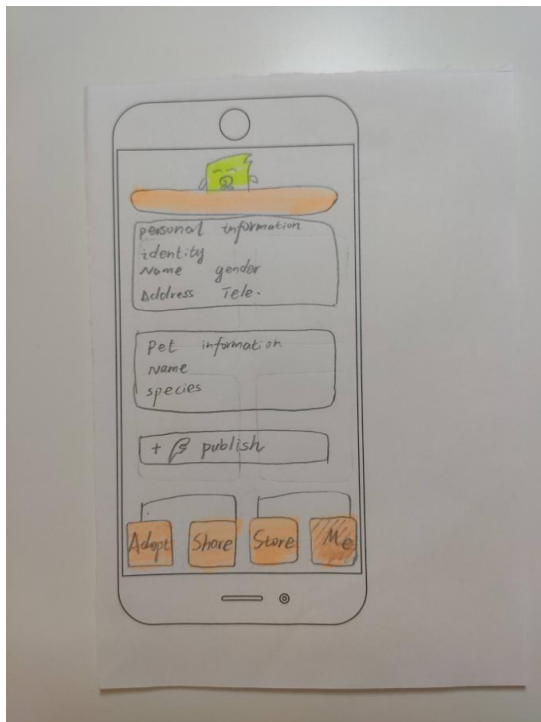 personal information
identity
Name gender
Address Tele.
Pet information
Name
species
+ publish
Adopt Share Store Me